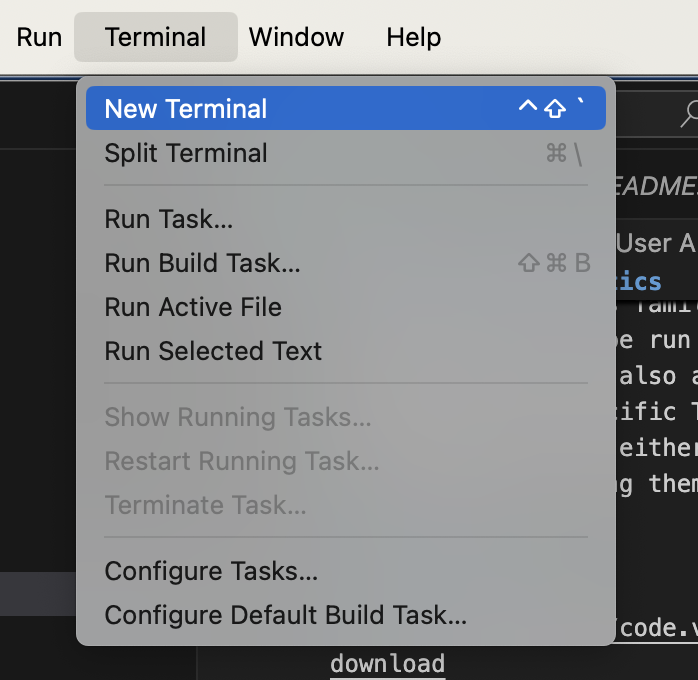 Run Terminal Window Help
New Terminal ^⇧`
Split Terminal ⌘\
Run Task...
Run Build Task... ⇧⌘B
Run Active File
Run Selected Text
Show Running Tasks...
Restart Running Task...
Terminate Task...
Configure Tasks...
Configure Default Build Task...
EADME
User A
tics
run
also a
cific
either
g them
/code.v
download